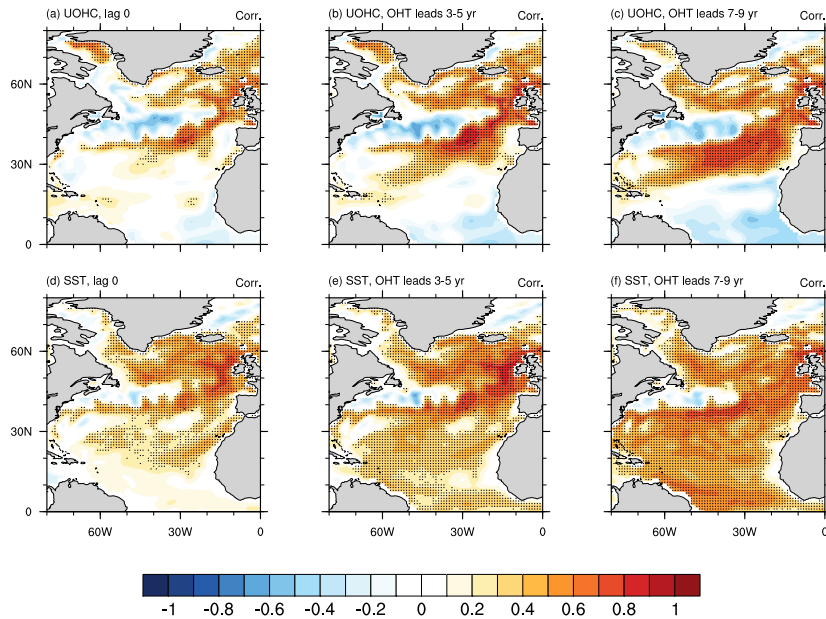 (a) UOHC, lag 0 Corr.
(b) UOHC, OHT leads 3-5 yr Corr.
(c) UOHC, OHT leads 7-9 yr Corr.
60N
30N
0
(d) SST, lag 0 Corr.
(e) SST, OHT leads 3-5 yr Corr.
(f) SST, OHT leads 7-9 yr Corr.
60N
30N
0
60W 30W 0
60W 30W 0
60W 30W 0
-1 -0.8 -0.6 -0.4 -0.2 0 0.2 0.4 0.6 0.8 1